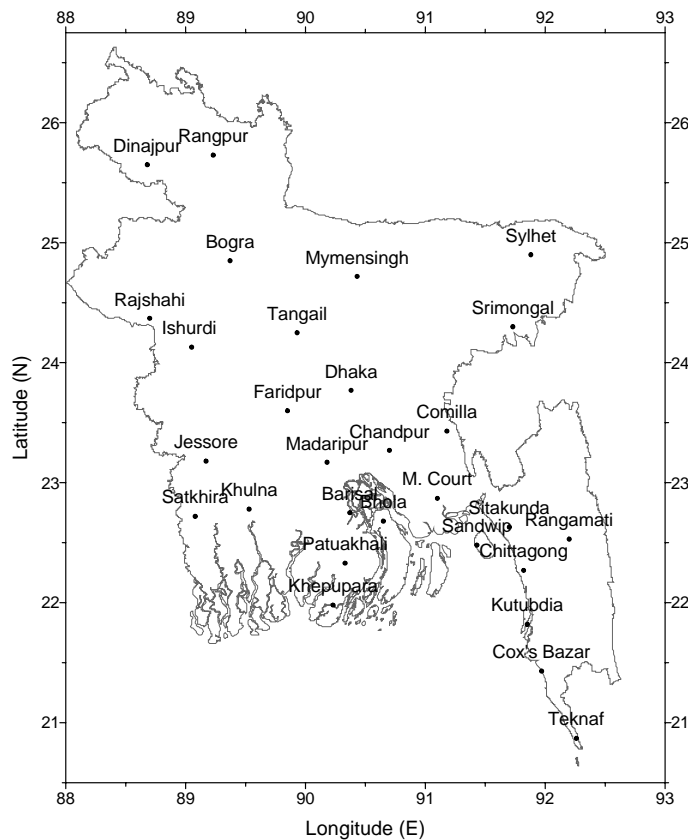 88 89 90 91 92 93
26
26
Dinajpur
Rangpur
25
25
Bogra
Sylhet
Mymensingh
Rajshahi
Ishurdi
Tangail
Srimongal
24
24
Dhaka
Faridpur
Comilla
Chandpur
Jessore
Madaripur
23
23
M. Court
Satkhira
Khulna
Barisal
Bhola
Sitakunda
Sandwip
Rangamati
Patuakhali
Chittagong
22
22
Khepupara
Kutubdia
Cox's Bazar
21
21
Teknaf
88 89 90 91 92 93
Longitude (E)
Latitude (N)